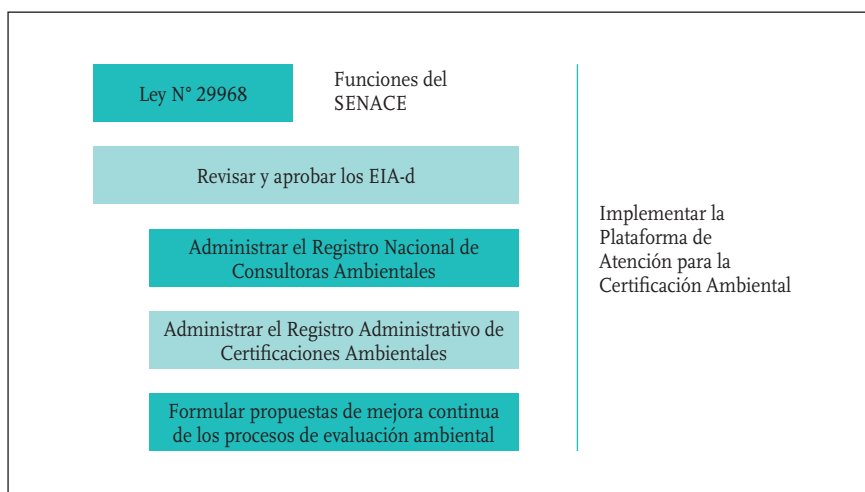 Ley N° 29968
Funciones del
SENACE
Revisar y aprobar los EIA-d
Administrar el Registro Nacional de
Consultoras Ambientales
Administrar el Registro Administrativo de
Certificaciones Ambientales
Formular propuestas de mejora continua
de los procesos de evaluación ambiental
Implementar la
Plataforma de
Atención para la
Certificación Ambiental